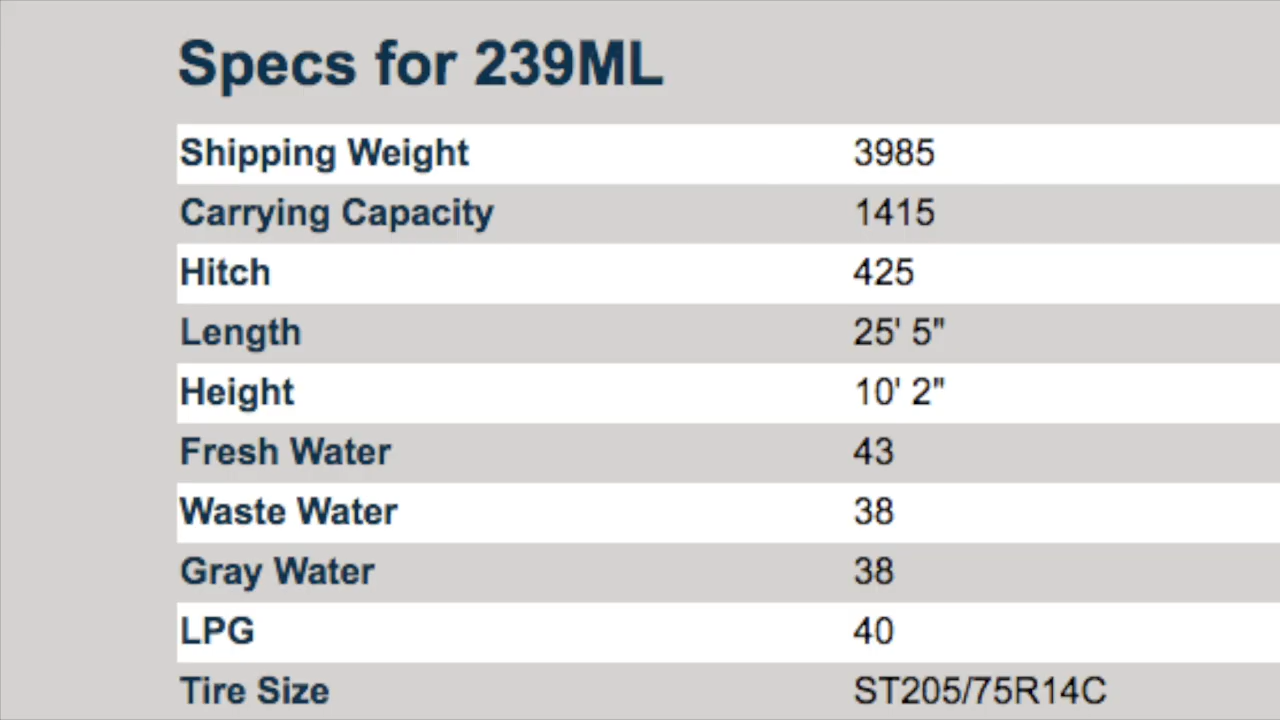 Specs for 239ML
Shipping Weight 3985
Carrying Capacity 1415
Hitch 425
Length 25' 5"
Height 10' 2"
Fresh Water 43
Waste Water 38
Gray Water 38
LPG 40
Tire Size ST205/75R14C